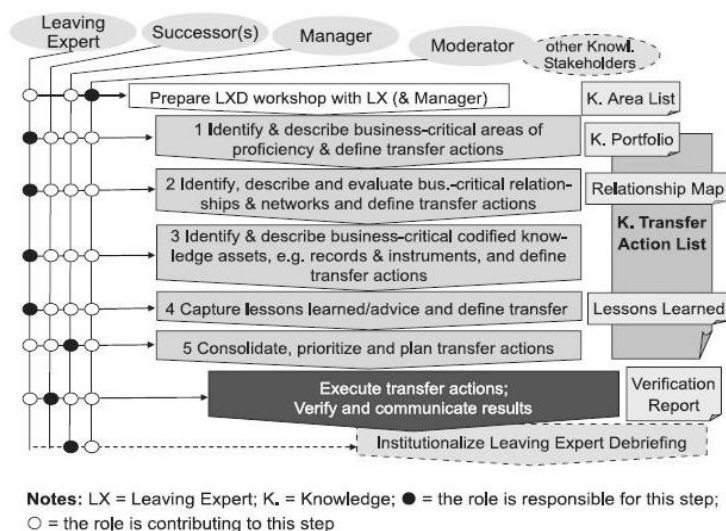 Leaving
Expert
Successor(s)
Manager
Moderator
other Knowl.
Stakeholders
Prepare LXD workshop with LX (& Manager)
K. Area List
1 Identify & describe business-critical areas of
proficiency & define transfer actions
K. Portfolio
2 Identify, describe and evaluate bus.-critical relation-
ships & networks and define transfer actions
Relationship Map
K. Transfer
Action List
3 Identify & describe business-critical codified know-
ledge assets, e.g. records & instruments, and define
transfer actions
4 Capture lessons learned/advice and define transfer
Lessons Learned
5 Consolidate, prioritize and plan transfer actions
Execute transfer actions;
Verify and communicate results
Verification
Report
Institutionalize Leaving Expert Debriefing
Notes: LX = Leaving Expert; K. = Knowledge; ● = the role is responsible for this step;
○ = the role is contributing to this step